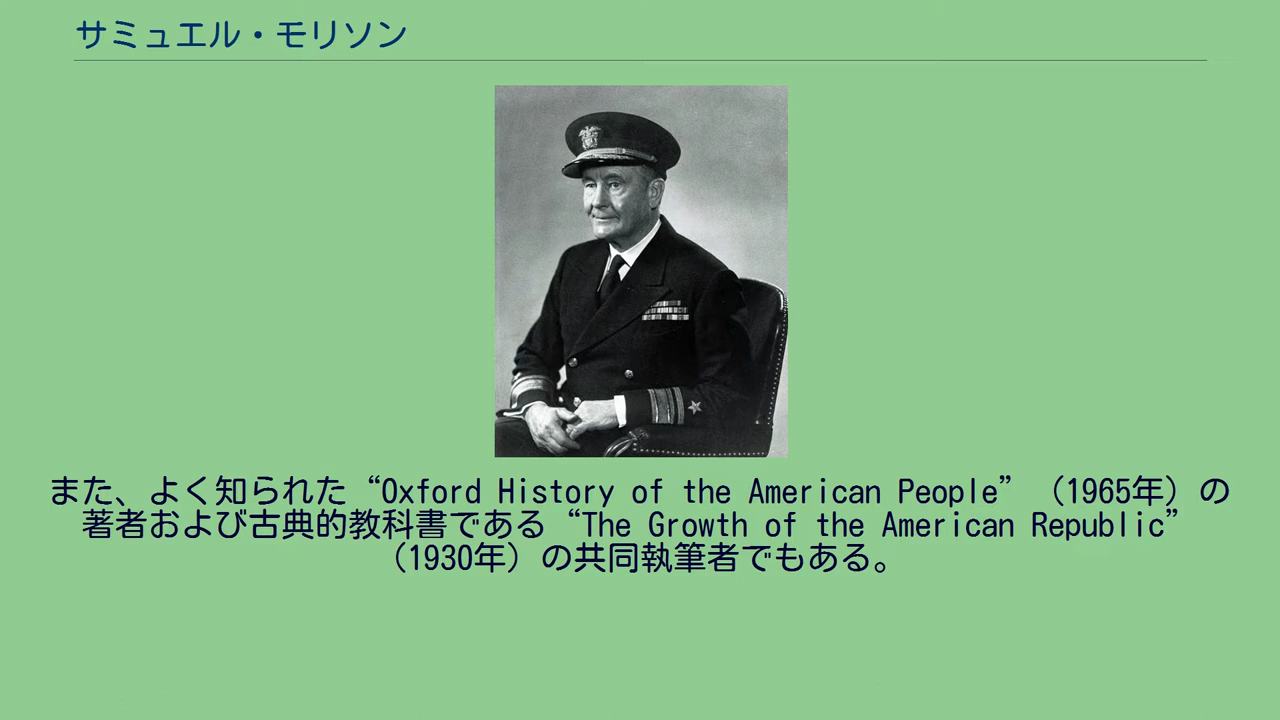 サミュエル・モリソン
また、よく知られた“Oxford History of the American People”（1965年）の
著者および古典的教科書である“The Growth of the American Republic”
（1930年）の共同執筆者でもある。